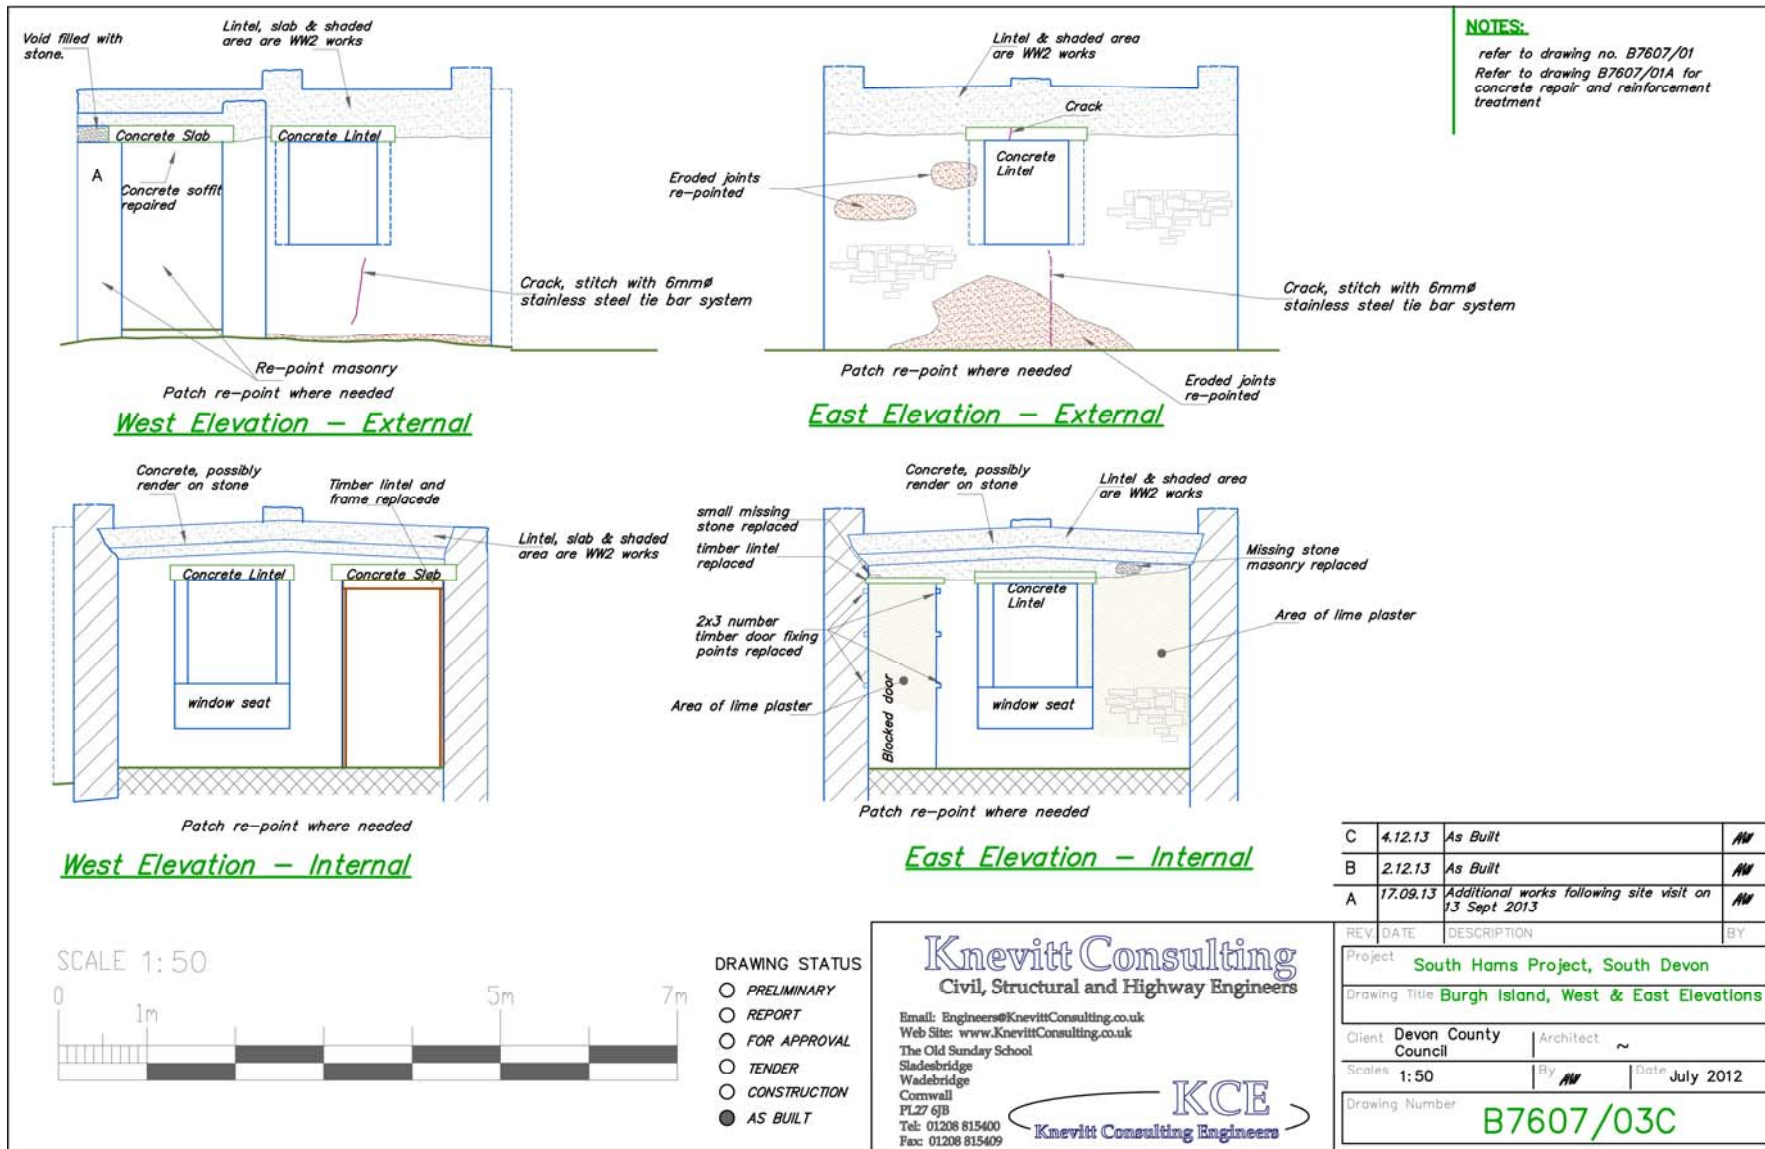 Void filled with
stone.
Lintel, slab & shaded
area are WW2 works
Concrete Slab
Concrete Lintel
A
Concrete soffit
repaired
Crack, stitch with 6mmø
stainless steel tie bar system
Re-point masonry
Patch re-point where needed
West Elevation - External
Lintel & shaded area
are WW2 works
Crack
Concrete
Lintel
Eroded joints
re-pointed
Crack, stitch with 6mmø
stainless steel tie bar system
Patch re-point where needed
Eroded joints
re-pointed
East Elevation - External
NOTES:
refer to drawing no. B7607/01
Refer to drawing B7607/01A for
concrete repair and reinforcement
treatment
Concrete, possibly
render on stone
Timber lintel and
frame replacede
Lintel, slab & shaded
area are WW2 works
Concrete Lintel
Concrete Slab
window seat
Patch re-point where needed
West Elevation - Internal
Concrete, possibly
render on stone
Lintel & shaded area
are WW2 works
small missing
stone replaced
timber lintel
replaced
Missing stone
masonry replaced
Concrete
Lintel
2x3 number
timber door fixing
points replaced
Area of lime plaster
Area of lime plaster
Blocked door
window seat
Patch re-point where needed
East Elevation - Internal
SCALE 1:50
0 1m 5m 7m
DRAWING STATUS
PRELIMINARY
REPORT
FOR APPROVAL
TENDER
CONSTRUCTION
AS BUILT
Knevitt Consulting
Civil, Structural and Highway Engineers
Email: Engineers@KnevittConsulting.co.uk
Web Site: www.KnevittConsulting.co.uk
The Old Sunday School
Sladesbridge
Wadebridge
Cornwall
PL27 6JB
Tel: 01208 815400
Fax: 01208 815409
KCE
Knevitt Consulting Engineers
C 4.12.13 As Built
B 2.12.13 As Built
A 17.09.13 Additional works following site visit on
13 Sept 2013
REV. DATE DESCRIPTION BY
Project South Hams Project, South Devon
Drawing Title Burgh Island, West & East Elevations
Client Devon County
Council
Architect ~
Scales 1:50 By Date July 2012
Drawing Number B7607/03C